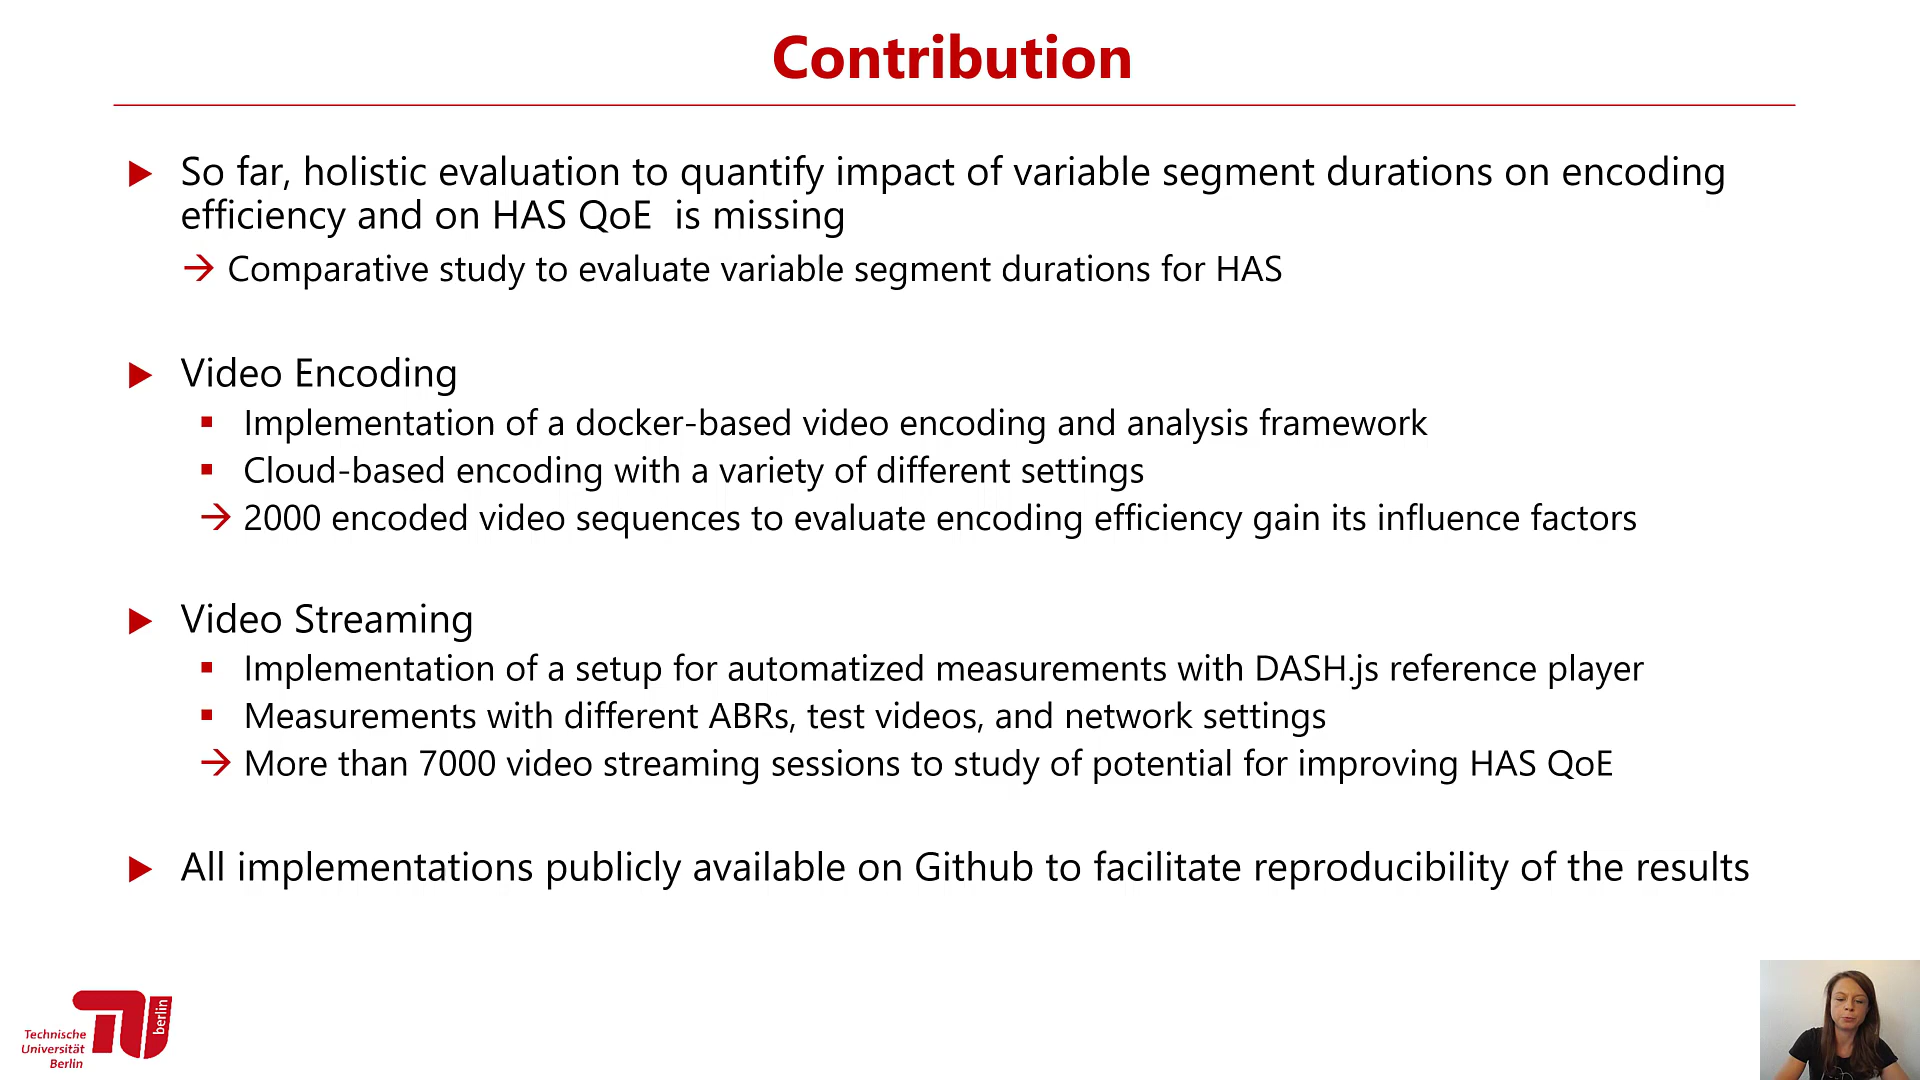 Contribution
So far, holistic evaluation to quantify impact of variable segment durations on encoding
efficiency and on HAS QoE  is missing
→ Comparative study to evaluate variable segment durations for HAS
Video Encoding
Implementation of a docker-based video encoding and analysis framework
Cloud-based encoding with a variety of different settings
→ 2000 encoded video sequences to evaluate encoding efficiency gain its influence factors
Video Streaming
Implementation of a setup for automatized measurements with DASH.js reference player
Measurements with different ABRs, test videos, and network settings
→ More than 7000 video streaming sessions to study of potential for improving HAS QoE
All implementations publicly available on Github to facilitate reproducibility of the results
Technische
Universität
Berlin
berlin